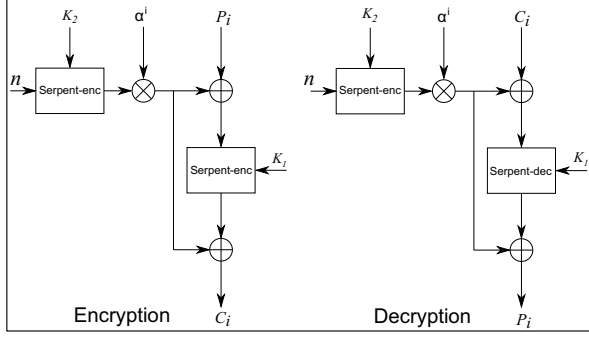 K₂ αⁱ Pᵢ
n Serpent-enc
Serpent-enc K₁
Cᵢ
Encryption
K₂ αⁱ Cᵢ
n Serpent-enc
Serpent-dec K₁
Pᵢ
Decryption